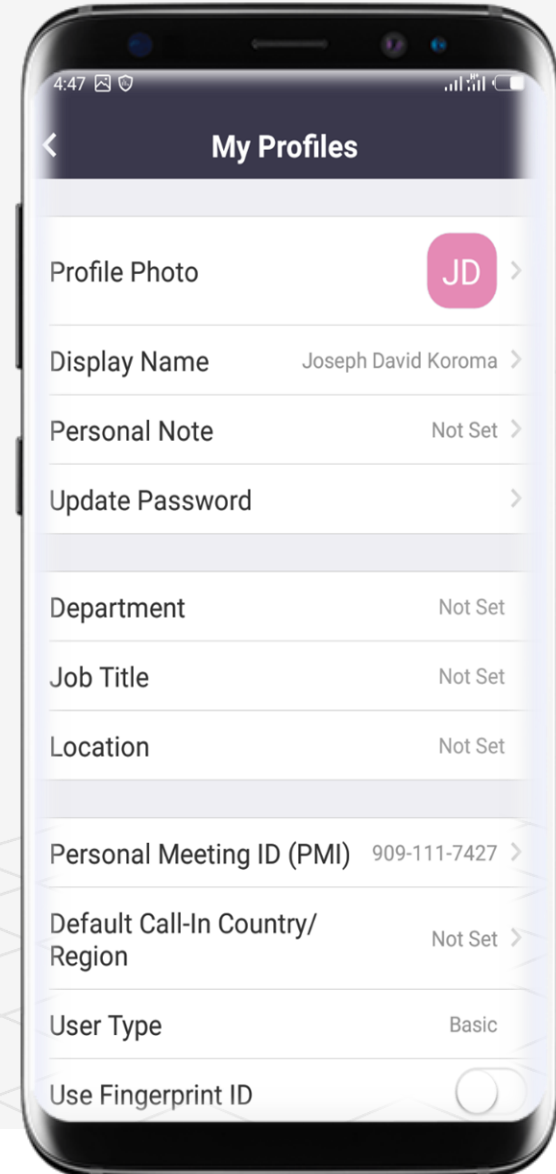 4:47
My Profiles
Profile Photo JD
Display Name Joseph David Koroma
Personal Note Not Set
Update Password
Department Not Set
Job Title Not Set
Location Not Set
Personal Meeting ID (PMI) 909-111-7427
Default Call-In Country/
Region Not Set
User Type Basic
Use Fingerprint ID